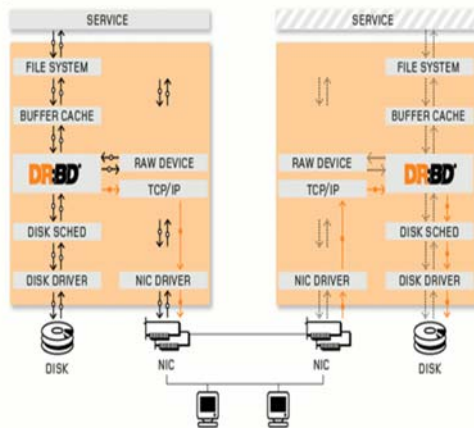 SERVICE
FILE SYSTEM
BUFFER CACHE
DRBD®
RAW DEVICE
TCP/IP
DISK SCHED
DISK DRIVER
NIC DRIVER
DISK
NIC
SERVICE
FILE SYSTEM
BUFFER CACHE
RAW DEVICE
TCP/IP
DRBD®
DISK SCHED
NIC DRIVER
DISK DRIVER
NIC
DISK